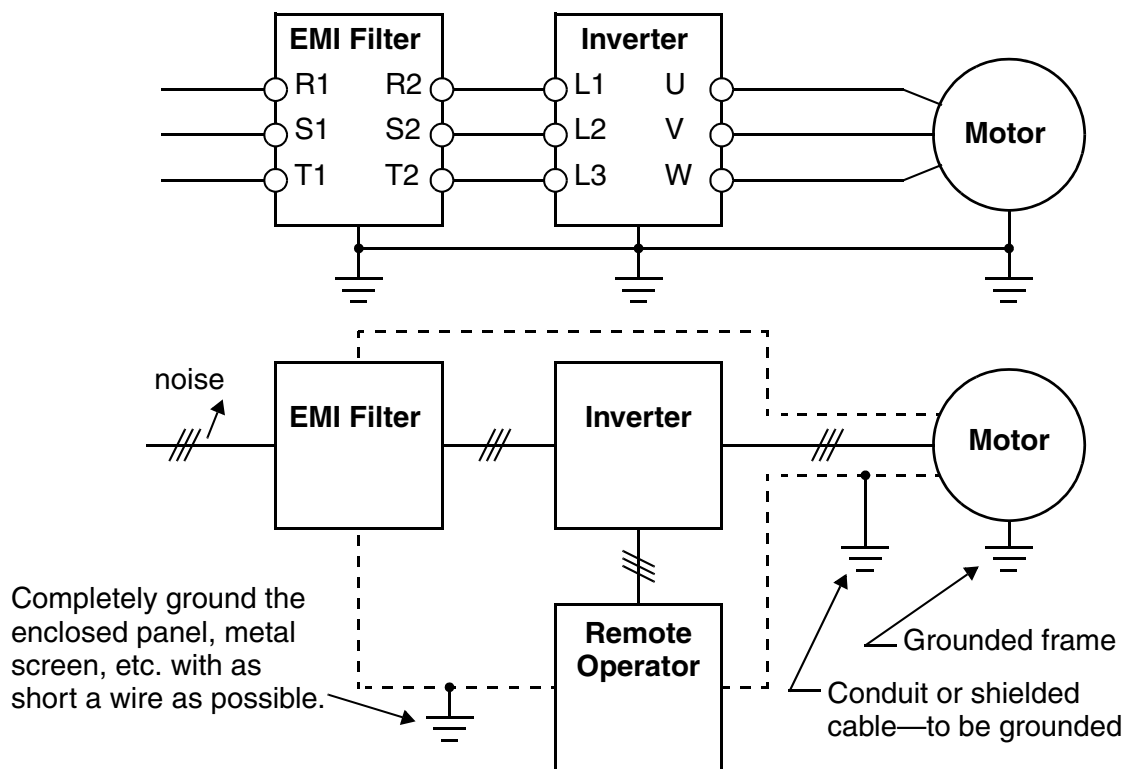 EMI Filter
Inverter
R1 R2 L1 U
S1 S2 L2 V
T1 T2 L3 W
Motor
noise
EMI Filter
Inverter
Motor
Completely ground the
enclosed panel, metal
screen, etc. with as
short a wire as possible.
Remote
Operator
Grounded frame
Conduit or shielded
cable—to be grounded